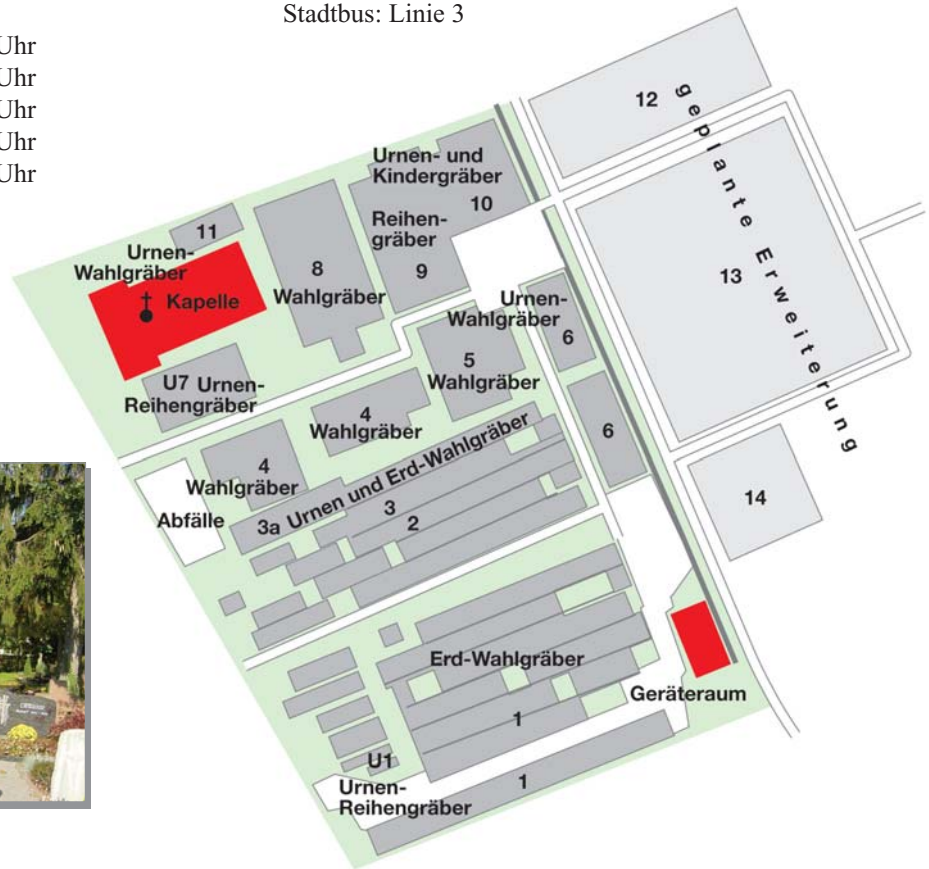 Stadtbus: Linie 3
Uhr
Uhr
Uhr
Uhr
Uhr
12
geplante Erweiterung
Urnen- und
Kindergräber
10
Reihen-
gräber
9
11
Urnen-
Wahlgräber
Kapelle
8
Wahlgräber
13
Urnen-
Wahlgräber
6
5
Wahlgräber
U7 Urnen-
Reihengräber
4
Wahlgräber
6
4
Wahlgräber
Abfälle
3a Urnen und Erd-Wahlgräber
3
2
14
Erd-Wahlgräber
Geräteraum
1
U1
Urnen-
Reihengräber
1